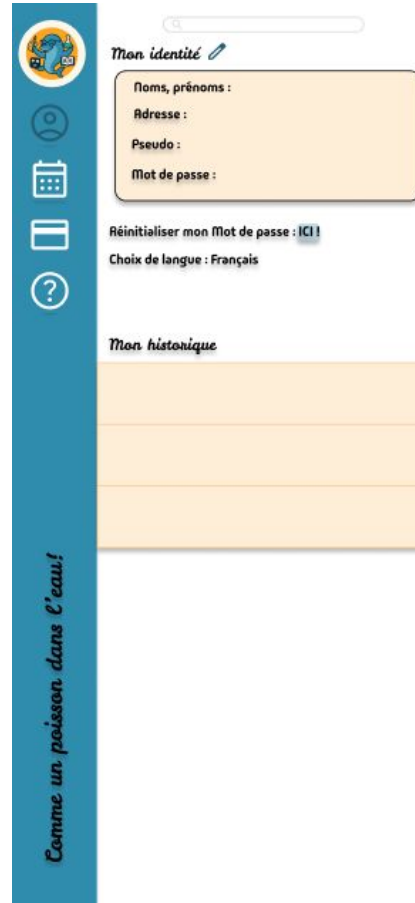 Mon identité
Noms, prénoms :
Adresse :
Pseudo :
Mot de passe :
Réinitialiser mon Mot de passe : ICI !
Choix de langue : Français
Mon historique
Comme un poisson dans l'eau!